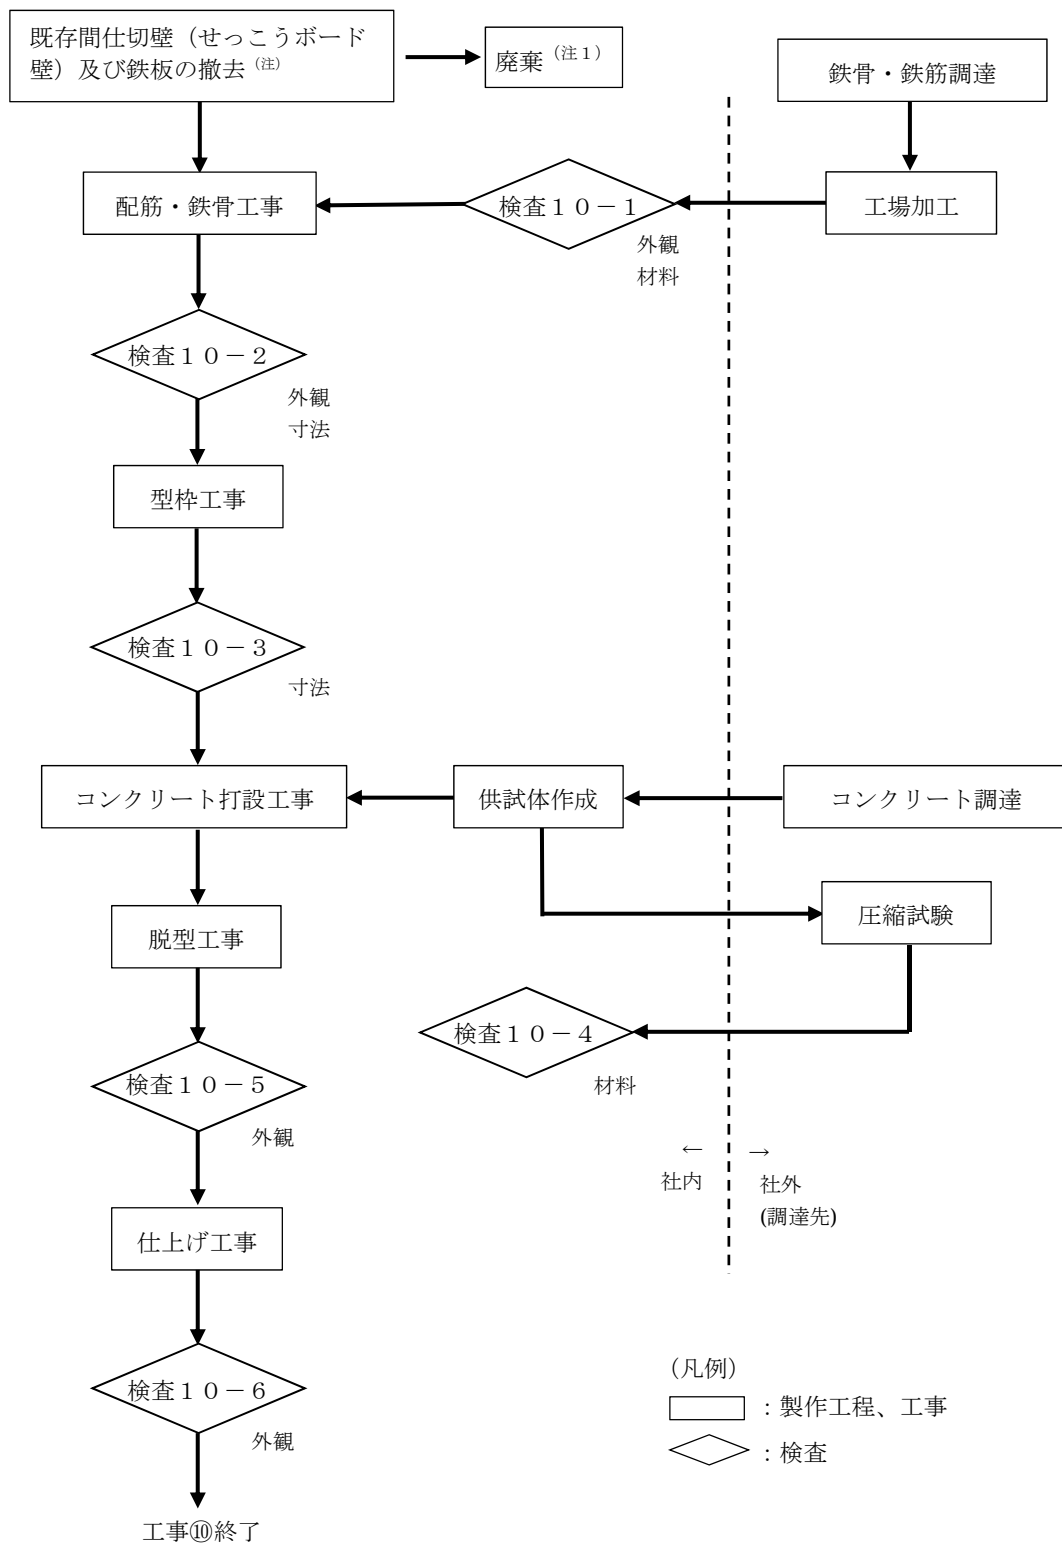 既存間仕切壁（せっこうボード
壁）及び鉄板の撤去（注）
廃棄（注１）
鉄骨・鉄筋調達
配筋・鉄骨工事
検査１０－１
工場加工
外観
材料
検査１０－２
外観
寸法
型枠工事
検査１０－３
寸法
コンクリート打設工事
供試体作成
コンクリート調達
圧縮試験
脱型工事
検査１０－４
材料
検査１０－５
外観
← →
社内
社外
(調達先)
仕上げ工事
検査１０－６
外観
（凡例）
：製作工程、工事
：検査
工事⑩終了